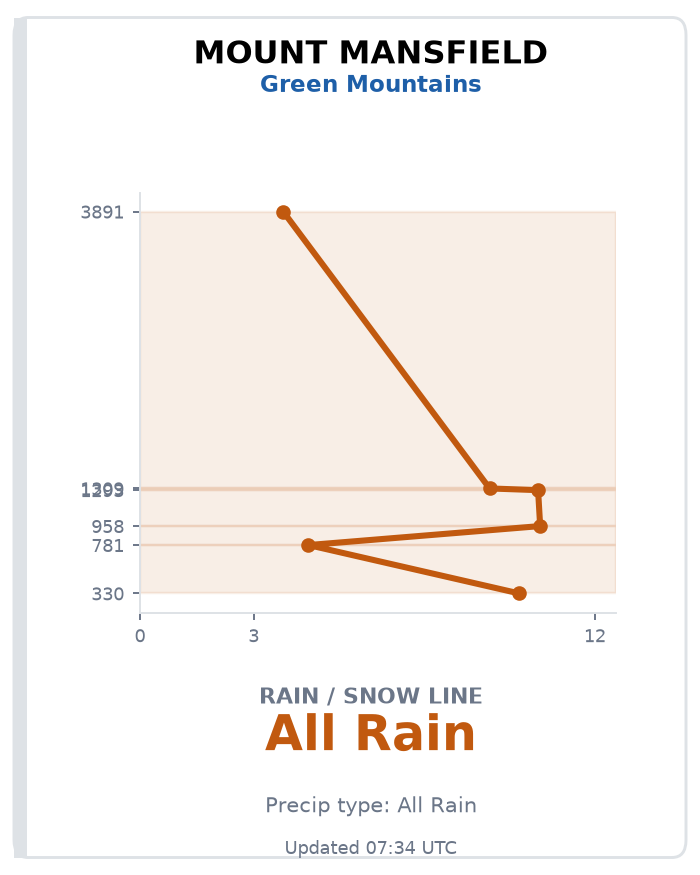 MOUNT MANSFIELD
Green Mountains
3891
958
781
330
0 3 12
RAIN / SNOW LINE
All Rain
Precip type: All Rain
Updated 07:34 UTC